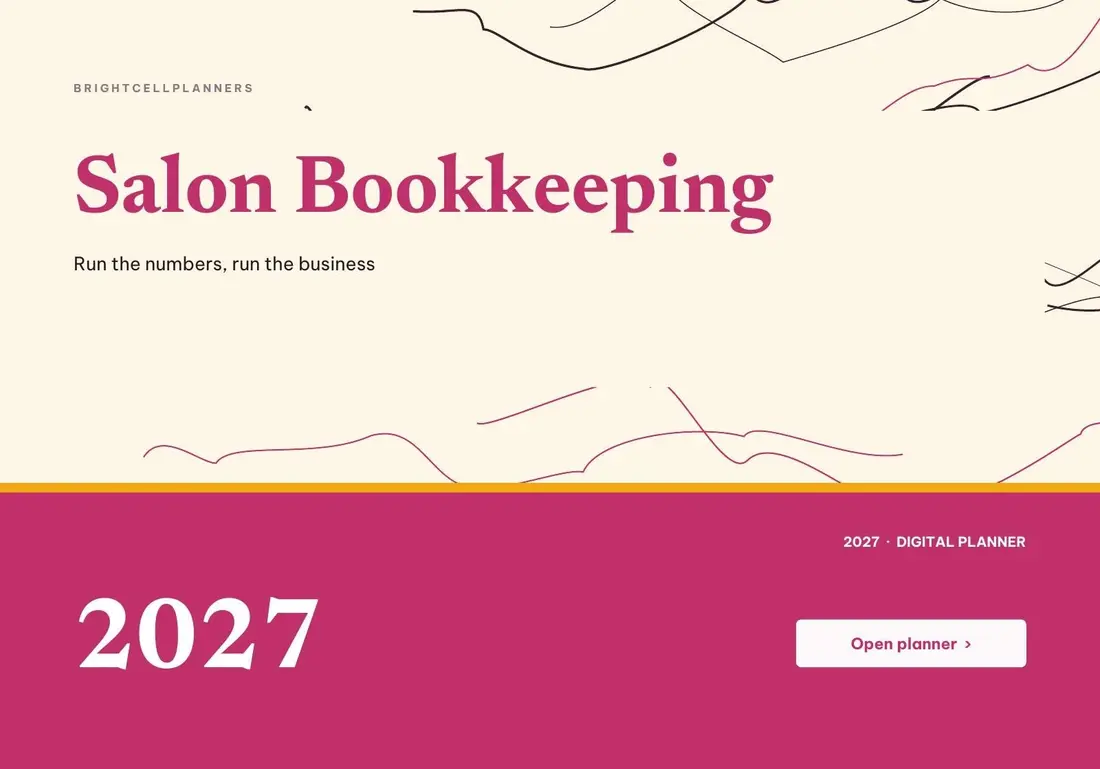 BRIGHTCELLPLANNERS
Salon Bookkeeping
Run the numbers, run the business
2027 · DIGITAL PLANNER
2027
Open planner ›